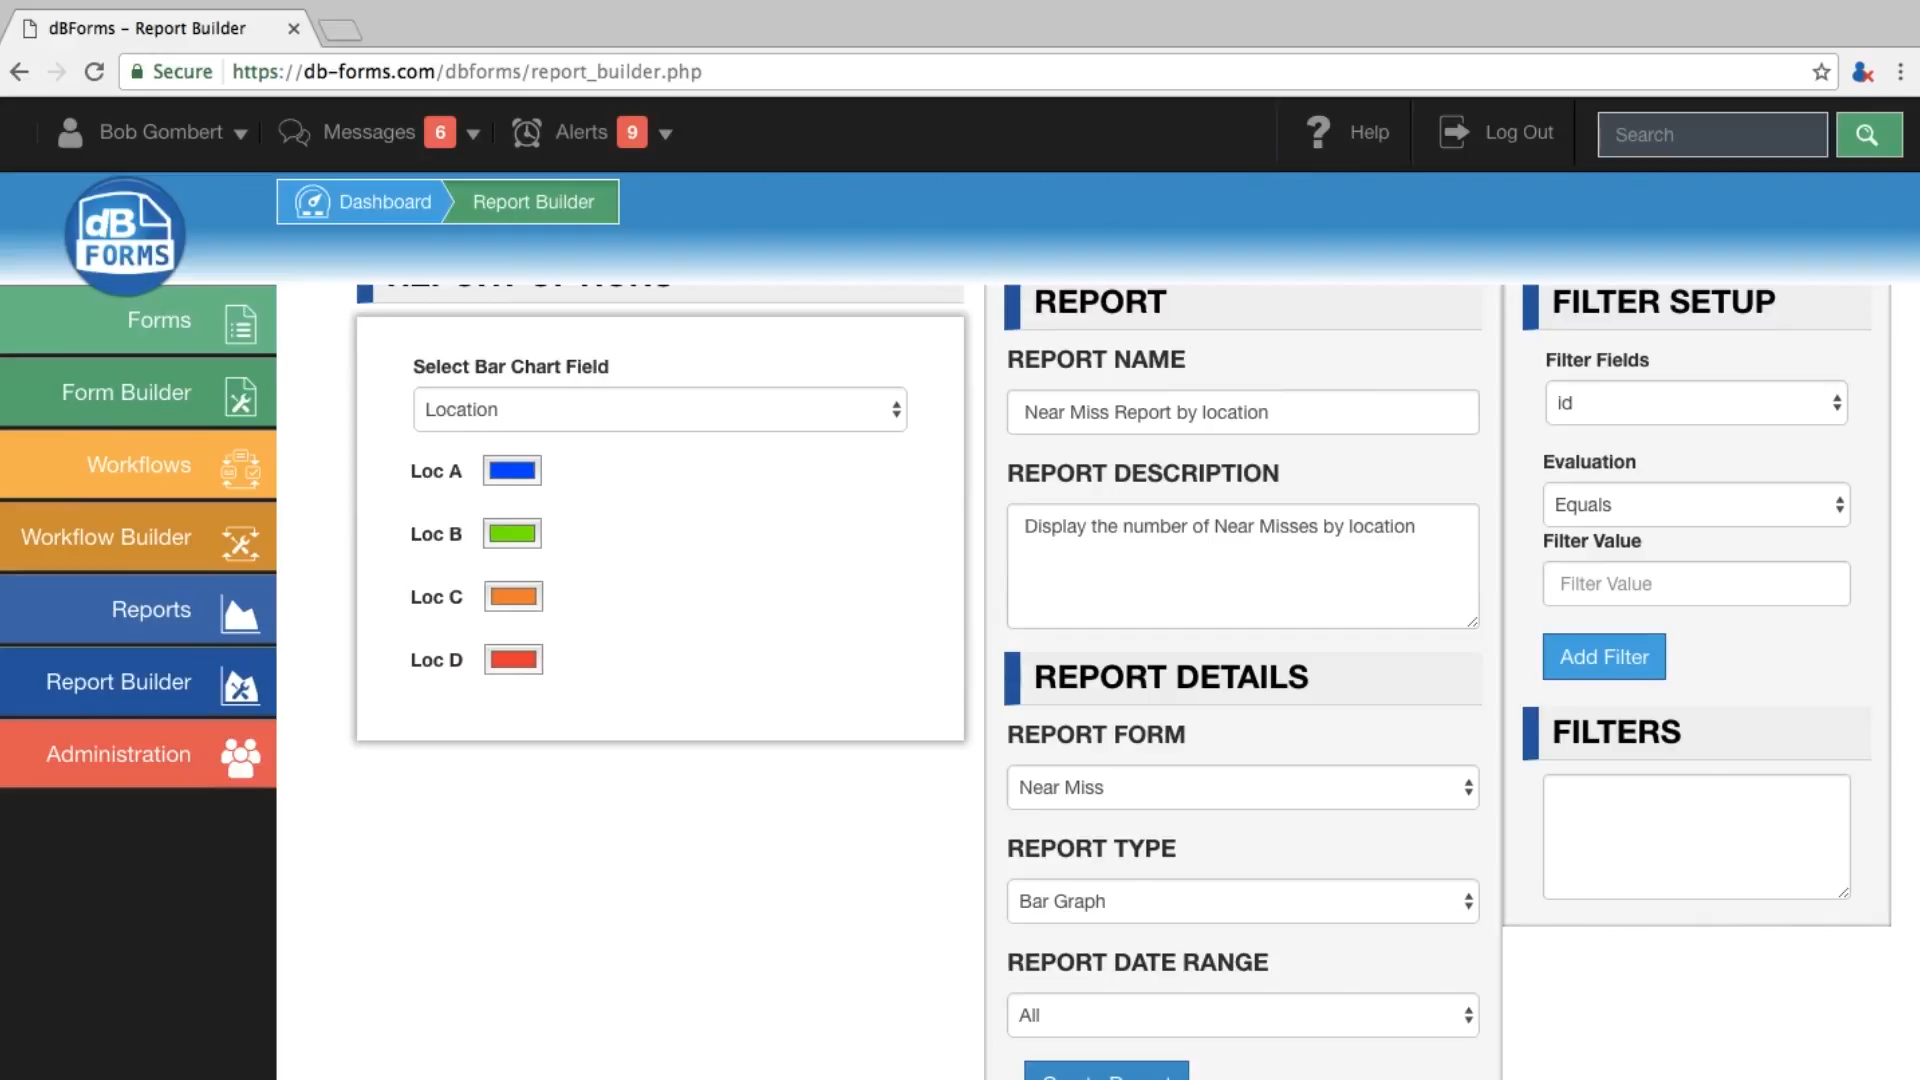 dBForms - Report Builder
Secure https://db-forms.com/dbforms/report_builder.php
Bob Gombert Messages 6 Alerts 9 Help Log Out Search
dB FORMS
Dashboard Report Builder
Forms
Form Builder
Workflows
Workflow Builder
Reports
Report Builder
Administration
Select Bar Chart Field
Location
Loc A
Loc B
Loc C
Loc D
REPORT
REPORT NAME
Near Miss Report by location
REPORT DESCRIPTION
Display the number of Near Misses by location
REPORT DETAILS
REPORT FORM
Near Miss
REPORT TYPE
Bar Graph
REPORT DATE RANGE
All
FILTER SETUP
Filter Fields
id
Evaluation
Equals
Filter Value
Filter Value
Add Filter
FILTERS